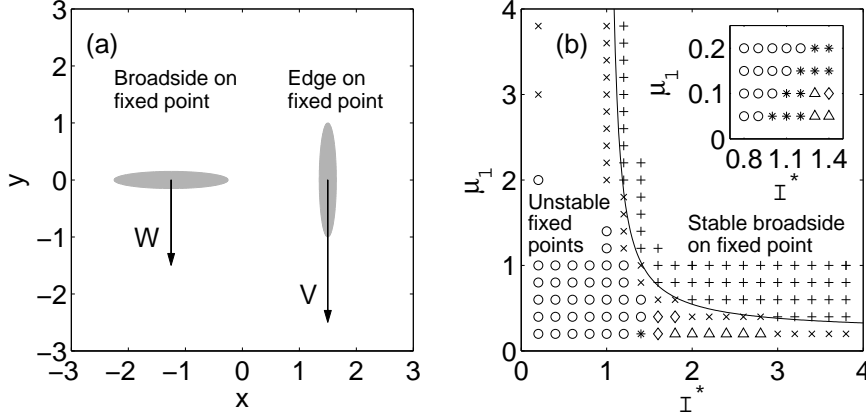 (a)
Broadside on
fixed point
Edge on
fixed point
W
V
3
2
1
0
−1
−2
−3
y
−3 −2 −1 0 1 2 3
x
(b)
4
3
2
1
0
μ1
Unstable
fixed
points
Stable broadside
on fixed point
0 1 2 3 4
I*
0.2
0.1
0
μ1
0.8 1.1 1.4
I*